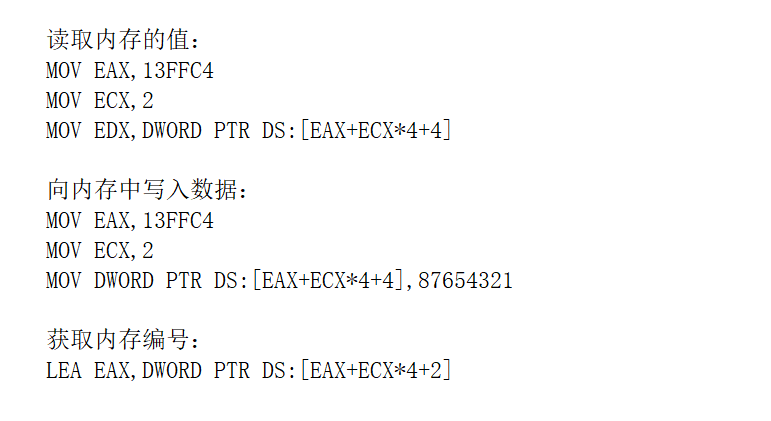 读取内存的值：
MOV EAX,13FFC4
MOV ECX,2
MOV EDX,DWORD PTR DS:[EAX+ECX*4+4]
向内存中写入数据：
MOV EAX,13FFC4
MOV ECX,2
MOV DWORD PTR DS:[EAX+ECX*4+4],87654321
获取内存编号：
LEA EAX,DWORD PTR DS:[EAX+ECX*4+2]